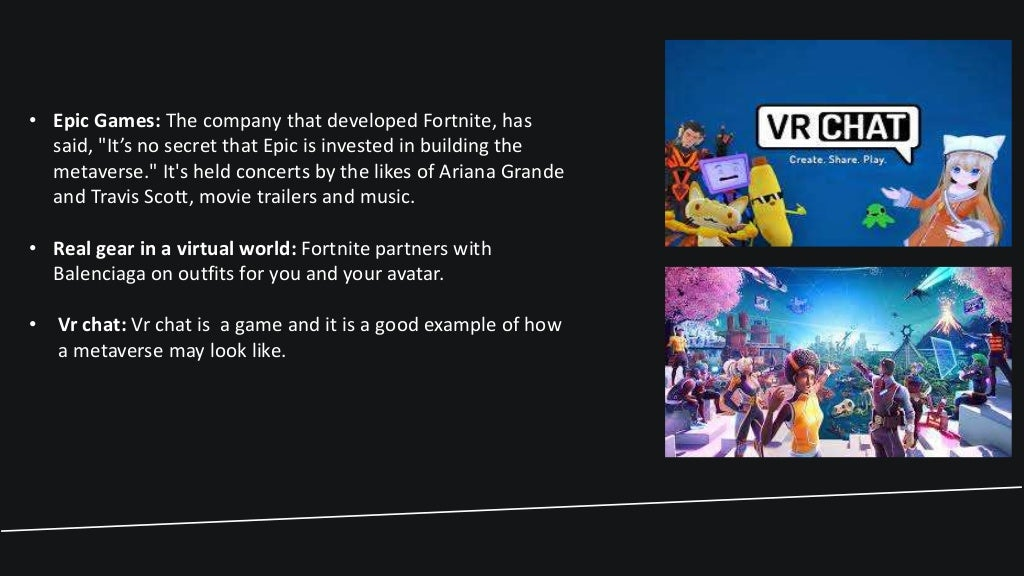 • Epic Games: The company that developed Fortnite, has
said, "It’s no secret that Epic is invested in building the
metaverse." It's held concerts by the likes of Ariana Grande
and Travis Scott, movie trailers and music.
• Real gear in a virtual world: Fortnite partners with
Balenciaga on outfits for you and your avatar.
• Vr chat: Vr chat is  a game and it is a good example of how
a metaverse may look like.
VR CHAT
Create. Share. Play.